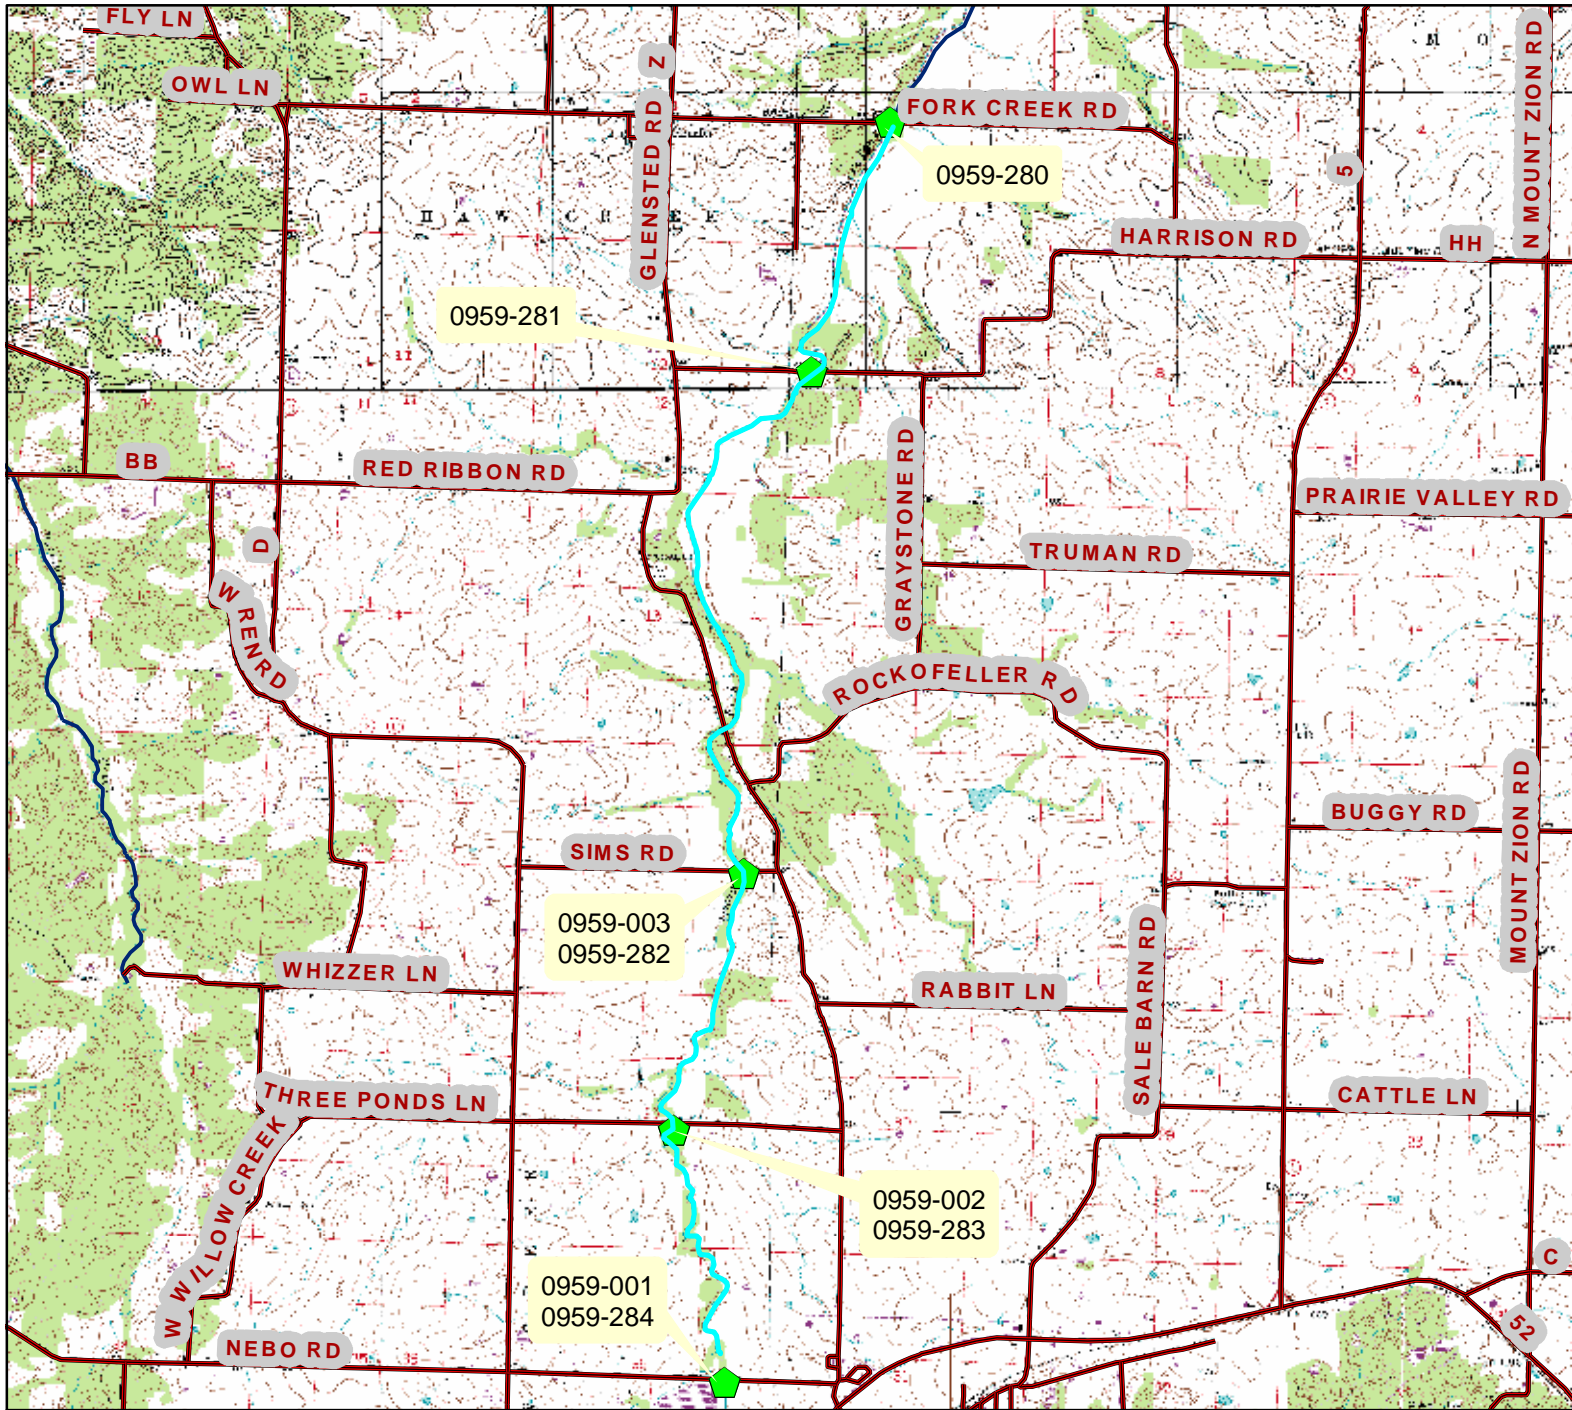 FLY LN
OWL LN
Z
GLENSTED RD
FORK CREEK RD
0959-280
5
N MOUNT ZION RD
HARRISON RD
HH
0959-281
BB
RED RIBBON RD
GRAYSTONE RD
PRAIRIE VALLEY RD
D
TRUMAN RD
W REN RD
ROCKOFELLER RD
BUGGY RD
MOUNT ZION RD
SIMS RD
0959-003
0959-282
WHIZZER LN
RABBIT LN
SALE BARN RD
THREE PONDS LN
CATTLE LN
W WILLOW CREEK
0959-002
0959-283
0959-001
0959-284
C
52
NEBO RD